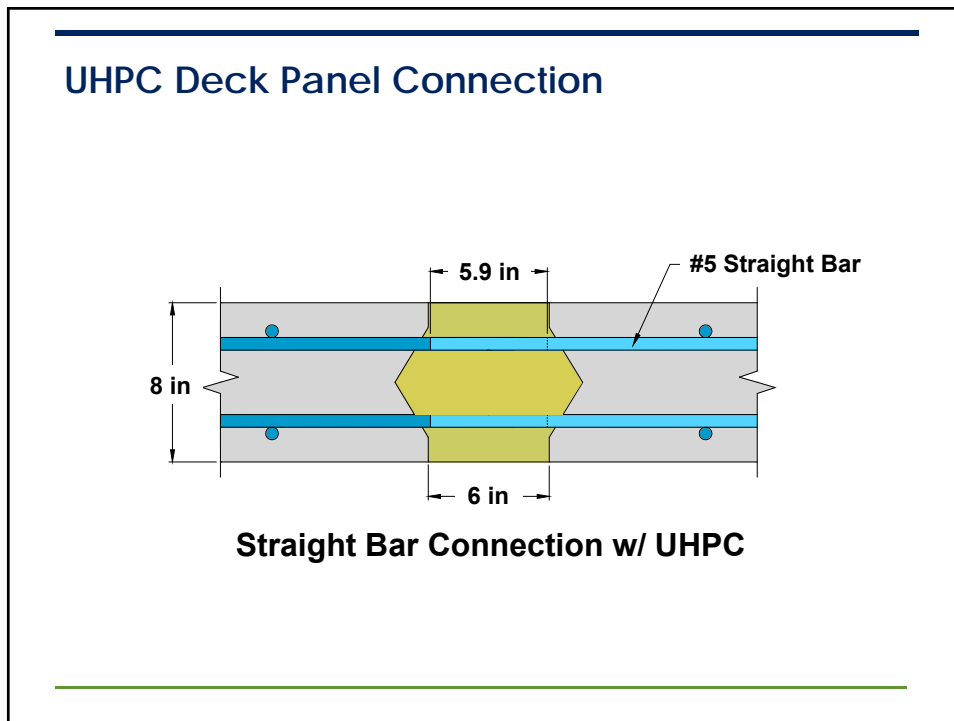 UHPC Deck Panel Connection
5.9 in
#5 Straight Bar
8 in
6 in
Straight Bar Connection w/ UHPC